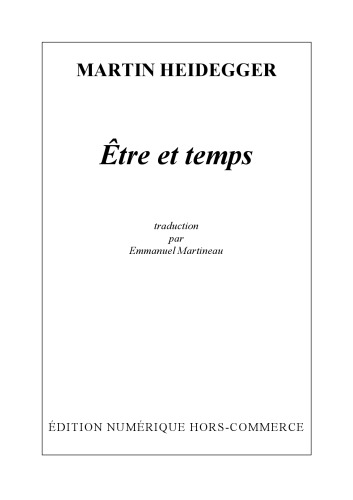 MARTIN HEIDEGGER
Être et temps
traduction
par
Emmanuel Martineau
ÉDITION NUMÉRIQUE HORS-COMMERCE